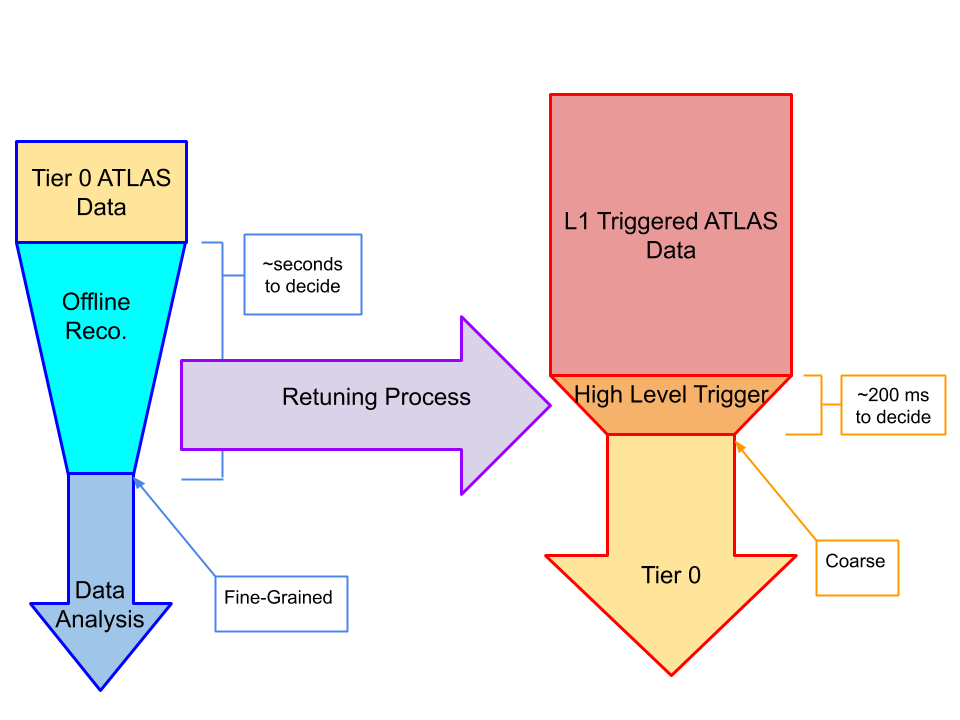 Tier 0 ATLAS
Data
Offline
Reco.
~seconds
to decide
Retuning Process
Fine-Grained
Data
Analysis
L1 Triggered ATLAS
Data
High Level Trigger
~200 ms
to decide
Coarse
Tier 0